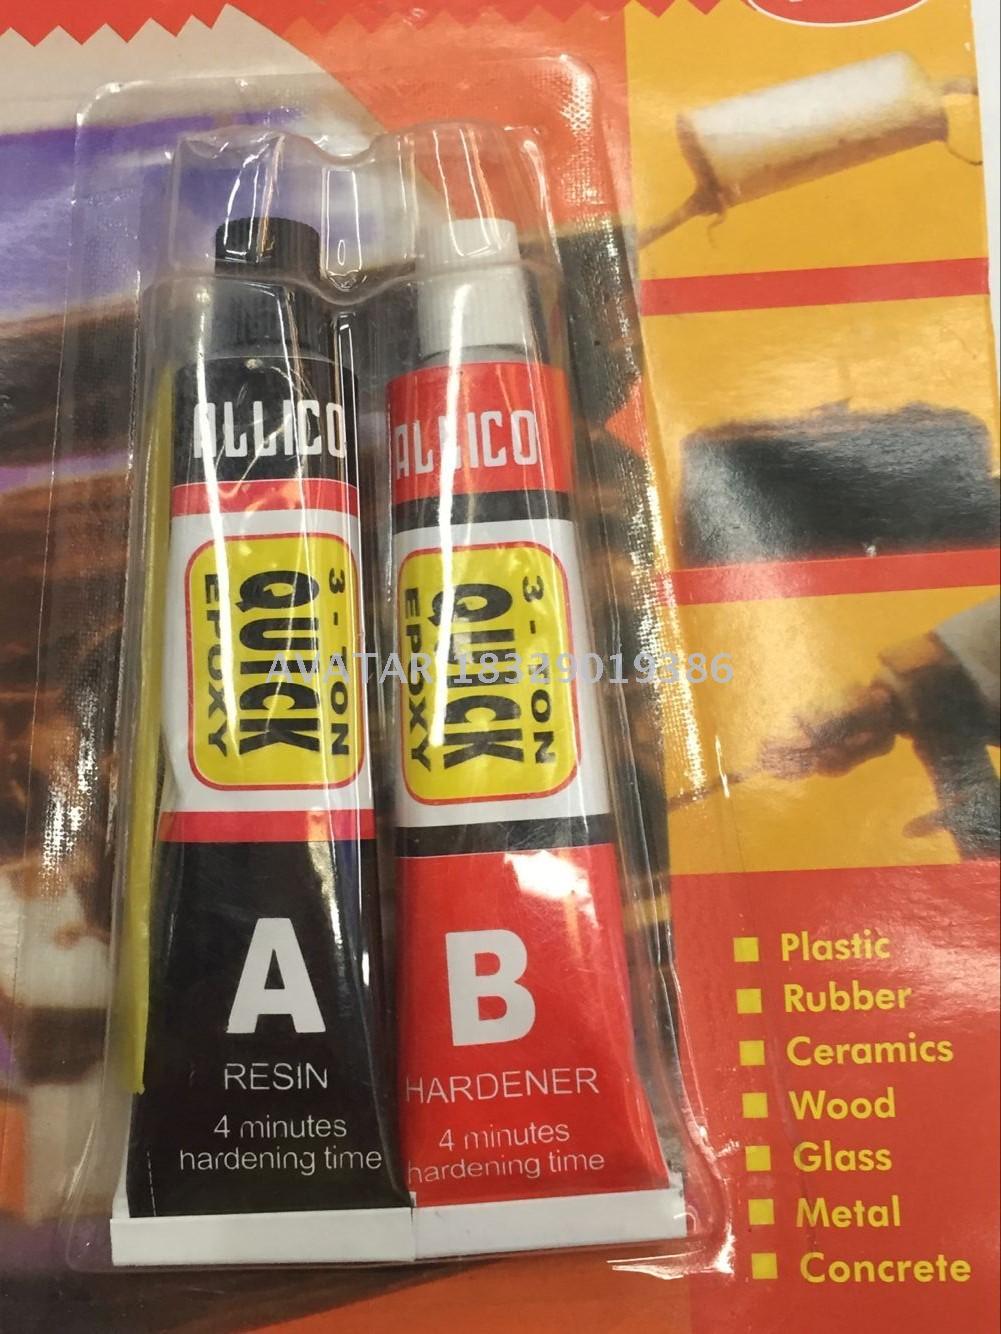 ALLICO
3-TON
QUICK
EPOXY
A
RESIN
4 minutes
hardening time
ALLICO
3-TON
QUICK
EPOXY
B
HARDENER
4 minutes
hardening time
AVATAR 18329019386
Plastic
Rubber
Ceramics
Wood
Glass
Metal
Concrete